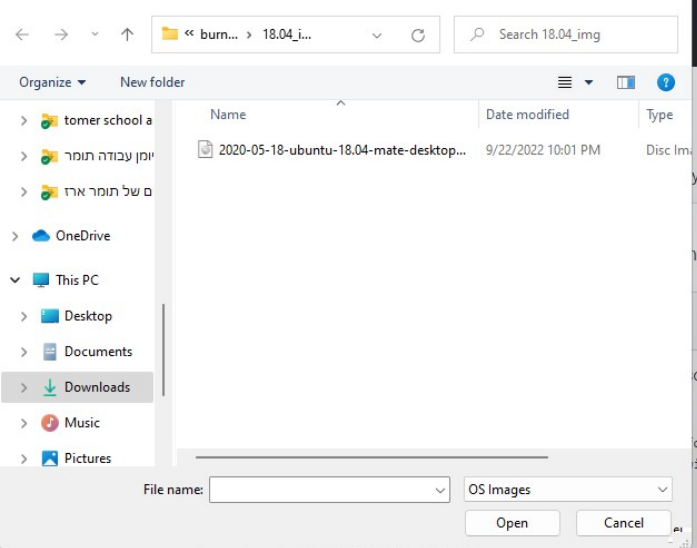 burn... 18.04_i... Search 18.04_img
Organize New folder
Name Date modified Type
2020-05-18-ubuntu-18.04-mate-desktop... 9/22/2022 10:01 PM Disc Ima
tomer school a
יומן עבודה תומר
ם של תומר ארז
OneDrive
This PC
Desktop
Documents
Downloads
Music
Pictures
File name: OS Images
Open Cancel